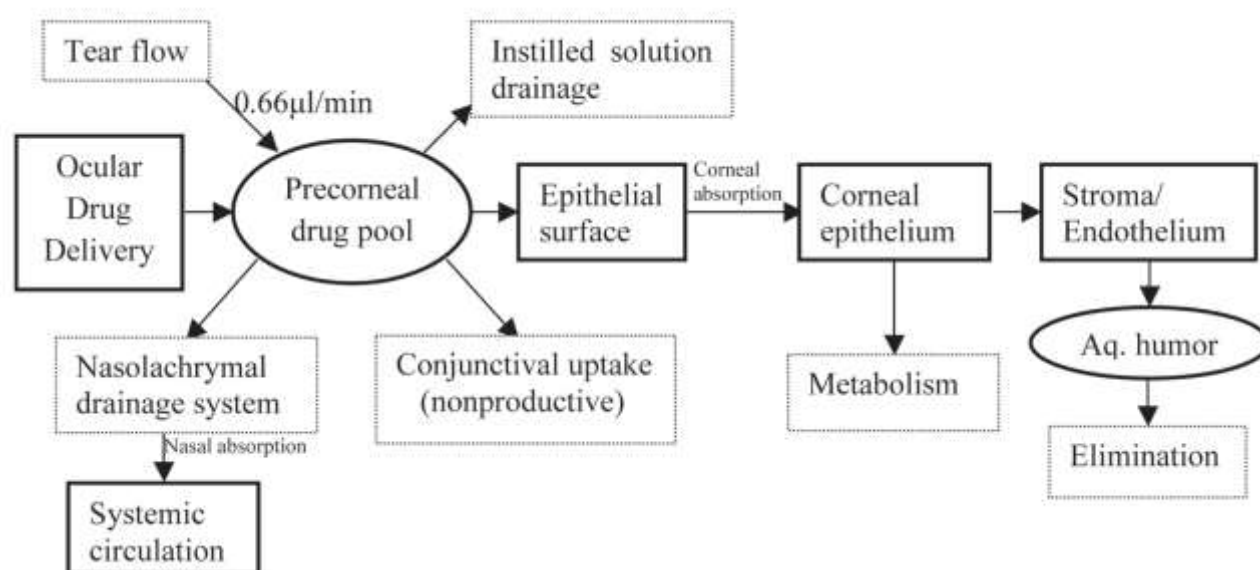 Tear flow
0.66µl/min
Instilled solution
drainage
Ocular
Drug
Delivery
Precorneal
drug pool
Epithelial
surface
Corneal
absorption
Corneal
epithelium
Stroma/
Endothelium
Nasolachrymal
drainage system
Conjunctival uptake
(nonproductive)
Metabolism
Aq. humor
Nasal absorption
Elimination
Systemic
circulation